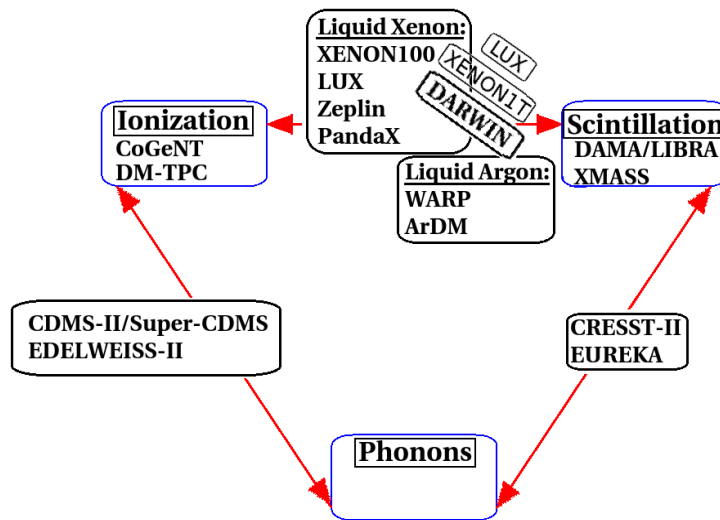 Liquid Xenon:
XENON100
LUX
Zeplin
PandaX
LUX
XENON1T
DARWIN
Ionization
CoGeNT
DM-TPC
Scintillation
DAMA/LIBRA
XMASS
Liquid Argon:
WARP
ArDM
CDMS-II/Super-CDMS
EDELWEISS-II
CRESST-II
EUREKA
Phonons